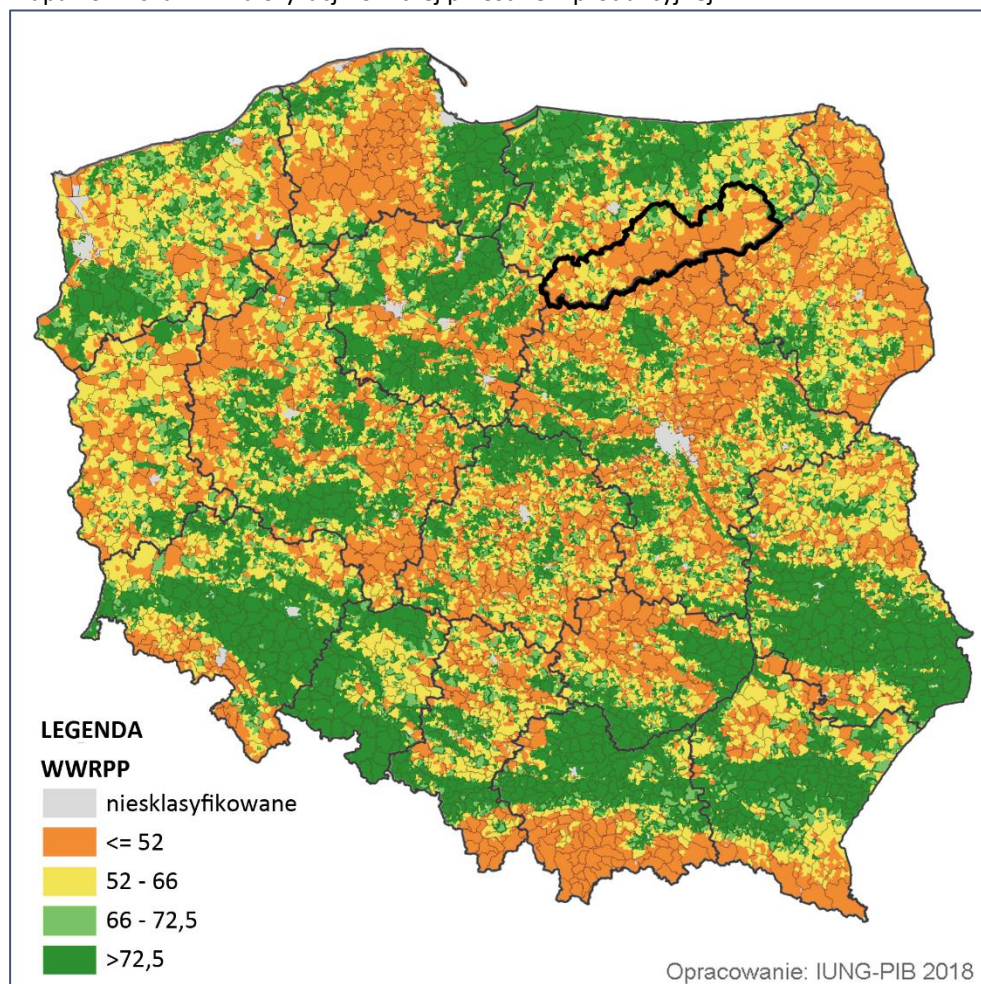 LEGENDA
WWRPP
niesklasyfikowane
<= 52
52 - 66
66 - 72,5
>72,5
Opracowanie: IUNG-PIB 2018